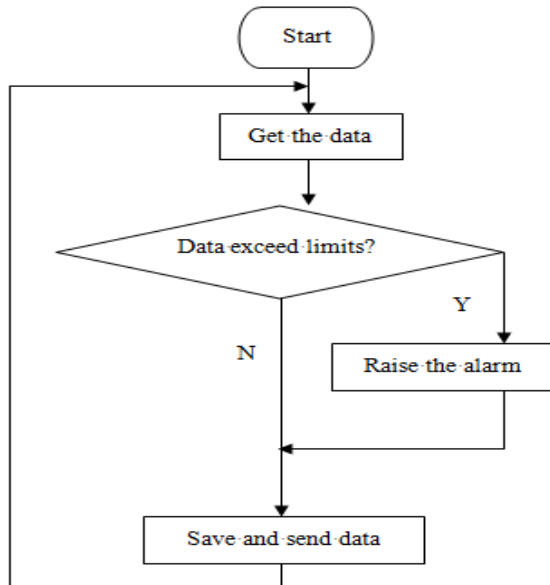 Start
Get the data
Data exceed limits?
Y
N
Raise the alarm
Save and send data